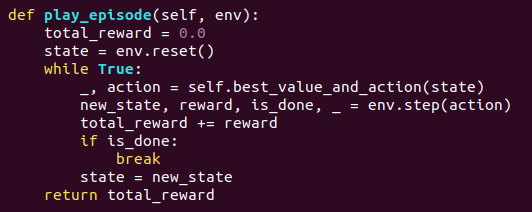 def play_episode(self, env):
    total_reward = 0.0
    state = env.reset()
    while True:
        _, action = self.best_value_and_action(state)
        new_state, reward, is_done, _ = env.step(action)
        total_reward += reward
        if is_done:
            break
        state = new_state
    return total_reward